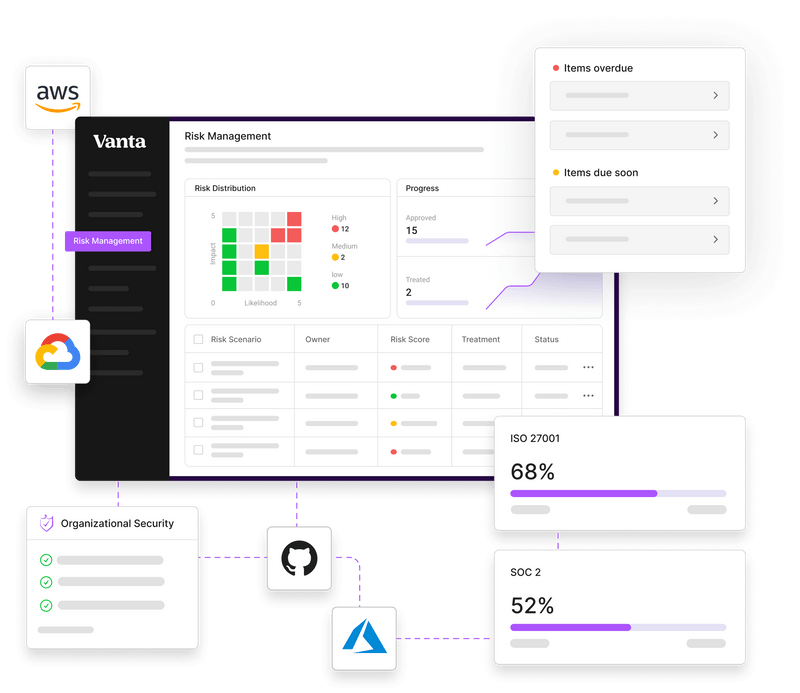 aws
Vanta
Risk Management
Risk Management
Risk Distribution
5
Impact
0
Likelihood
5
High
12
Medium
2
low
10
Progress
Approved
15
Treated
2
Items overdue
Items due soon
Risk Scenario
Owner
Risk Score
Treatment
Status
ISO 27001
68%
SOC 2
52%
Organizational Security